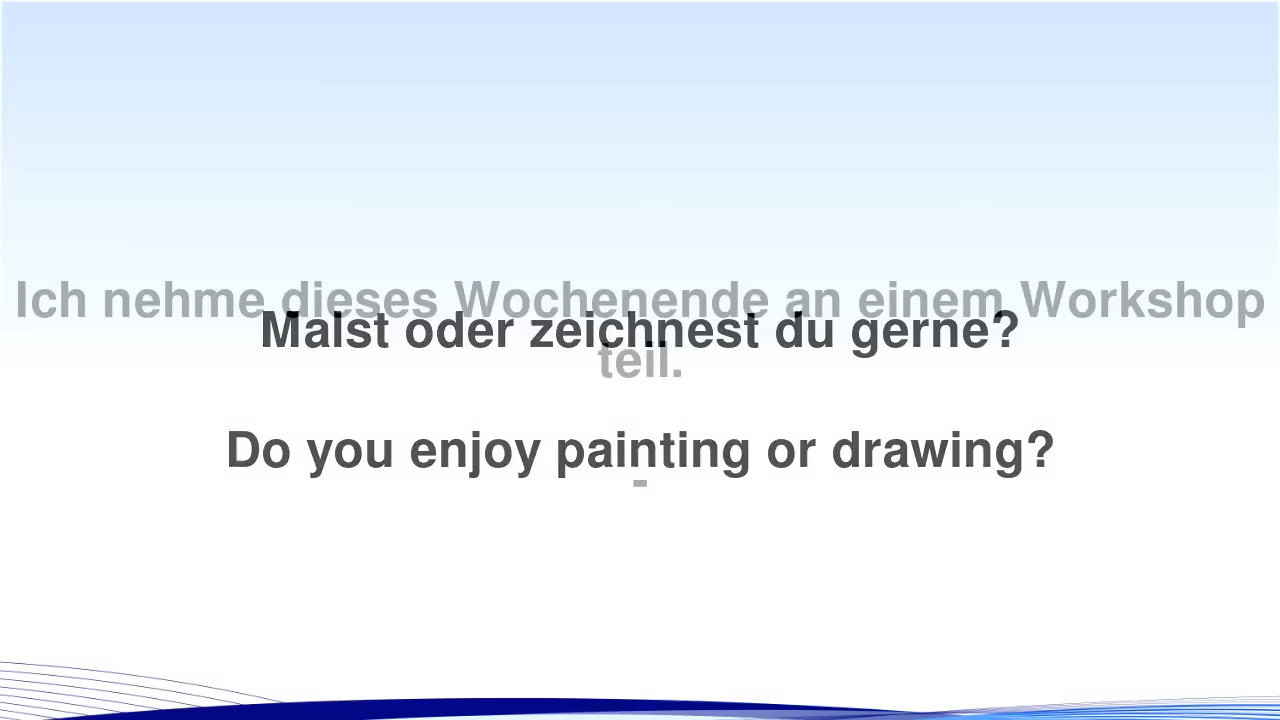 Ich nehme dieses Wochenende an einem Workshop
Malst oder zeichnest du gerne?
teil.
Do you enjoy painting or drawing?
-